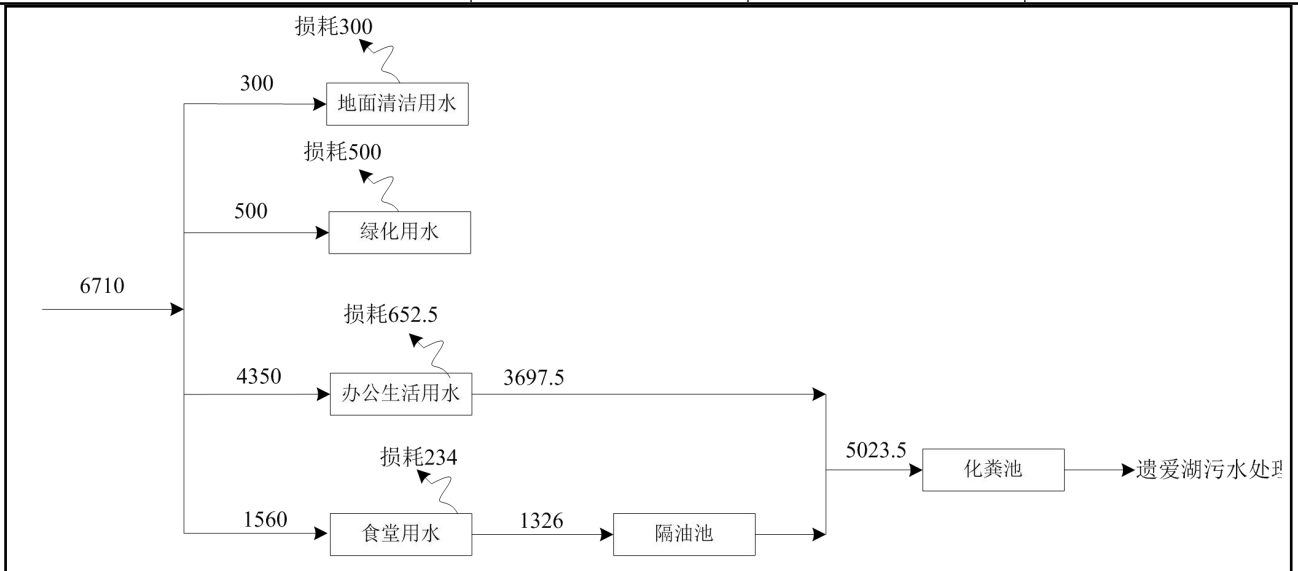 损耗300
300
地面清洁用水
损耗500
500
绿化用水
6710
损耗652.5
4350
办公生活用水
3697.5
损耗234
5023.5
化粪池
遗爱湖污水处理
1560
食堂用水
1326
隔油池